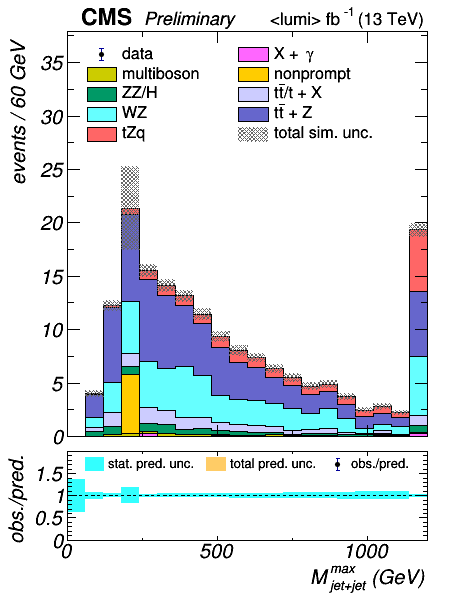 CMS Preliminary <lumi> fb⁻¹ (13 TeV)
events / 60 GeV
data
X + γ
multiboson
nonprompt
ZZ/H
tt̄/t + X
WZ
tt̄ + Z
tZq
total sim. unc.
35
30
25
20
15
10
5
0
obs./pred.
stat. pred. unc.
total pred. unc.
obs./pred.
1.5
1
0.5
0
0
500
1000
M^max_jet+jet (GeV)